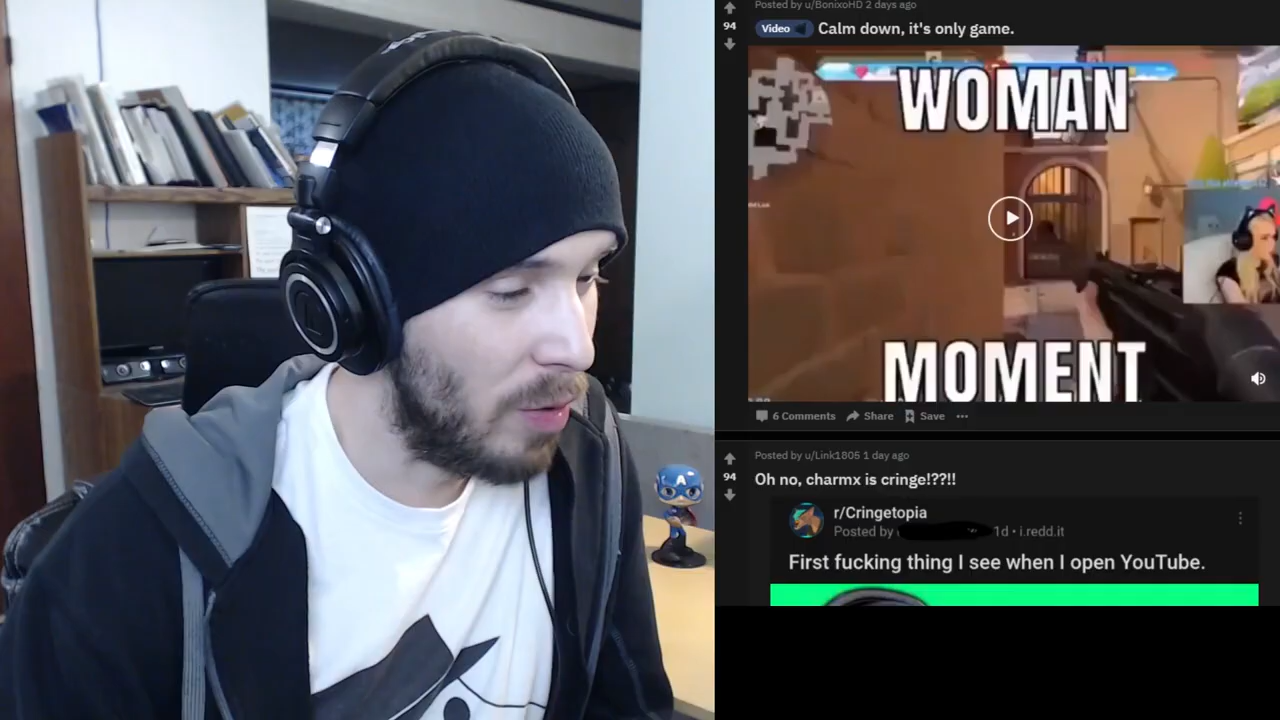 Posted by u/BonixoHD 2 days ago
94
Video
Calm down, it's only game.
WOMAN
MOMENT
6 Comments
Share
Save
Posted by u/Link1805 1 day ago
94
Oh no, charmx is cringe!??!!
r/Cringetopia
Posted by
1d • i.redd.it
First fucking thing I see when I open YouTube.
A